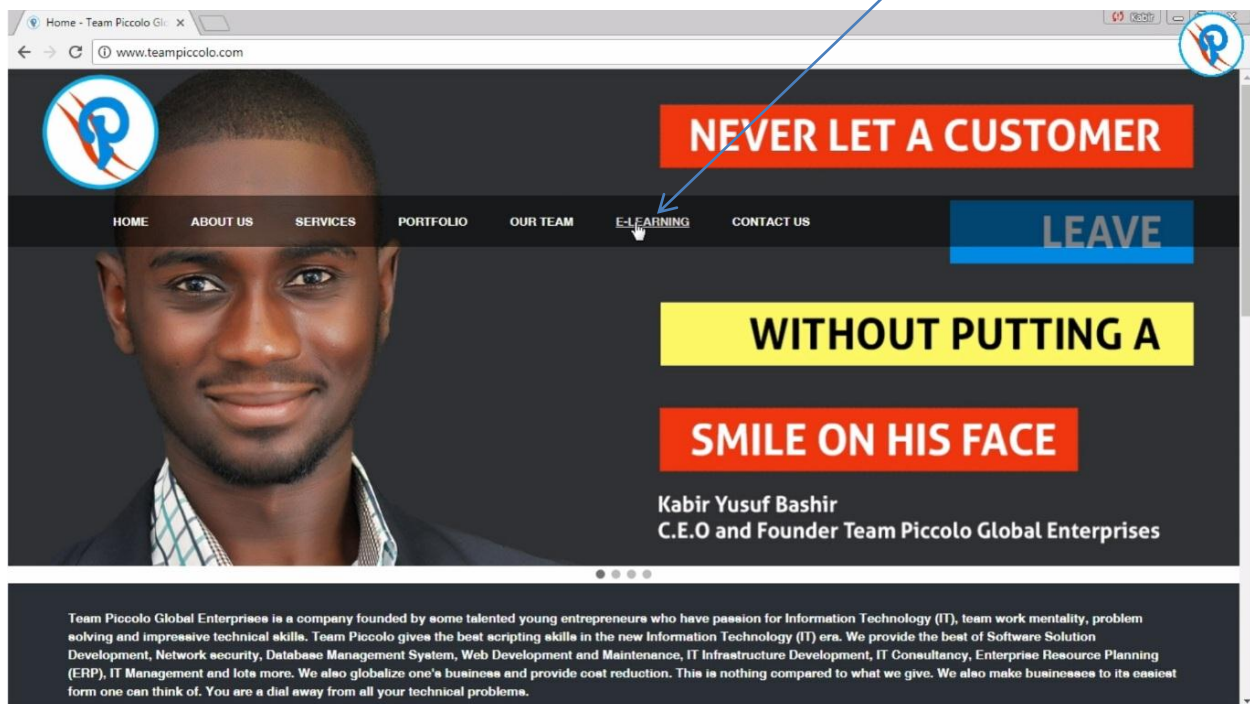 Home - Team Piccolo Glo
Kabir
www.teampiccolo.com
NEVER LET A CUSTOMER
HOME ABOUT US SERVICES PORTFOLIO OUR TEAM E-LEARNING CONTACT US
LEAVE
WITHOUT PUTTING A
SMILE ON HIS FACE
Kabir Yusuf Bashir
C.E.O and Founder Team Piccolo Global Enterprises
Team Piccolo Global Enterprises is a company founded by some talented young entrepreneurs who have passion for Information Technology (IT), team work mentality, problem
solving and impressive technical skills. Team Piccolo gives the best scripting skills in the new Information Technology (IT) era. We provide the best of Software Solution
Development, Network security, Database Management System, Web Development and Maintenance, IT Infrastructure Development, IT Consultancy, Enterprise Resource Planning
(ERP), IT Management and lots more. We also globalize one's business and provide cost reduction. This is nothing compared to what we give. We also make businesses to its easiest
form one can think of. You are a dial away from all your technical problems.